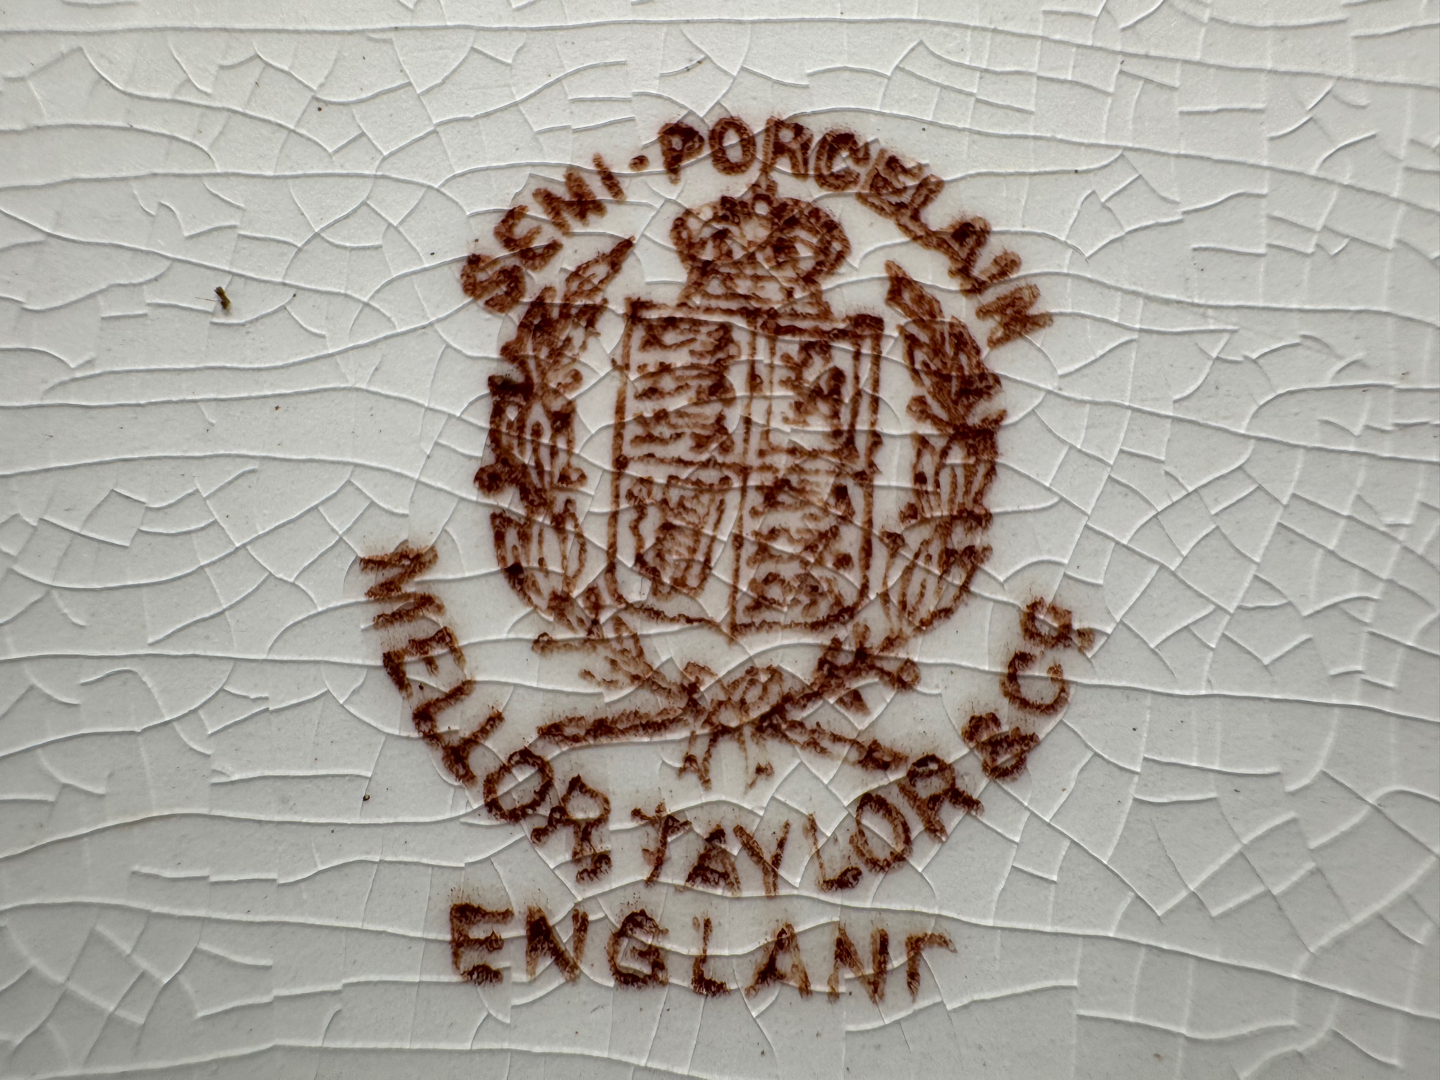 SEMI-PORCELAIN
MELLOR TAYLOR & Co
ENGLAND